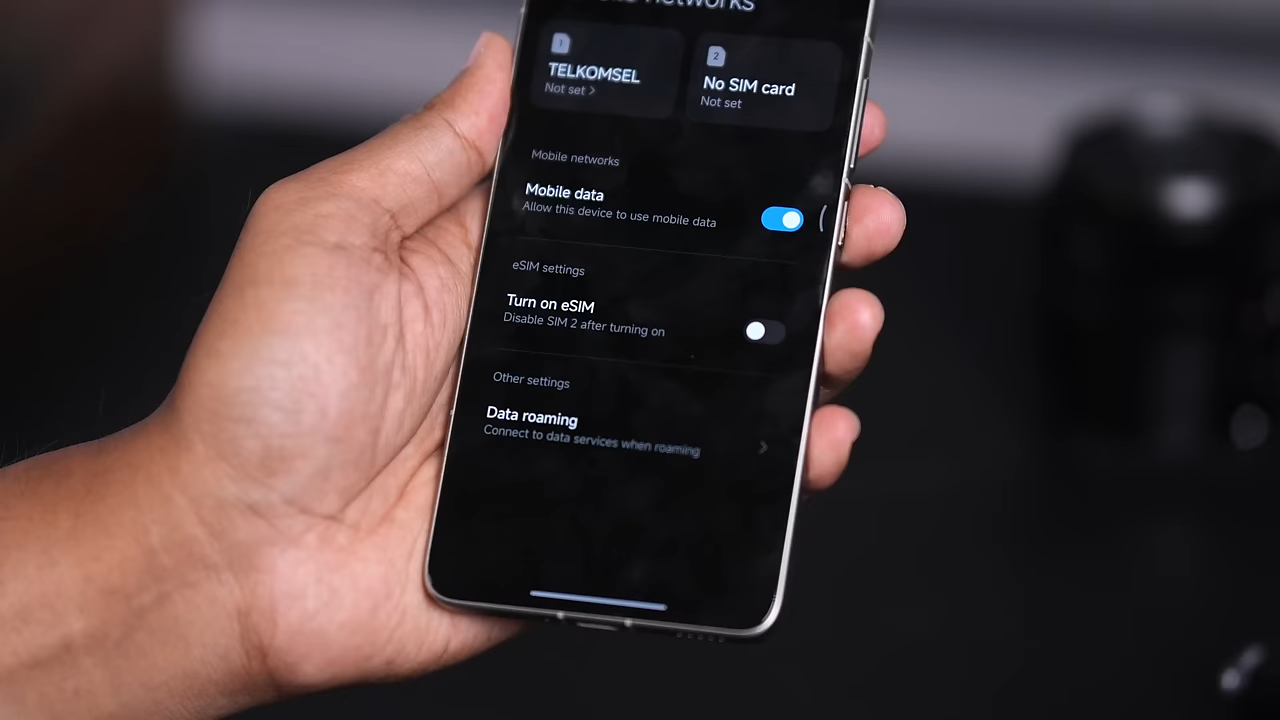 networks
1
TELKOMSEL
Not set >
2
No SIM card
Not set
Mobile networks
Mobile data
Allow this device to use mobile data
eSIM settings
Turn on eSIM
Disable SIM 2 after turning on
Other settings
Data roaming
Connect to data services when roaming